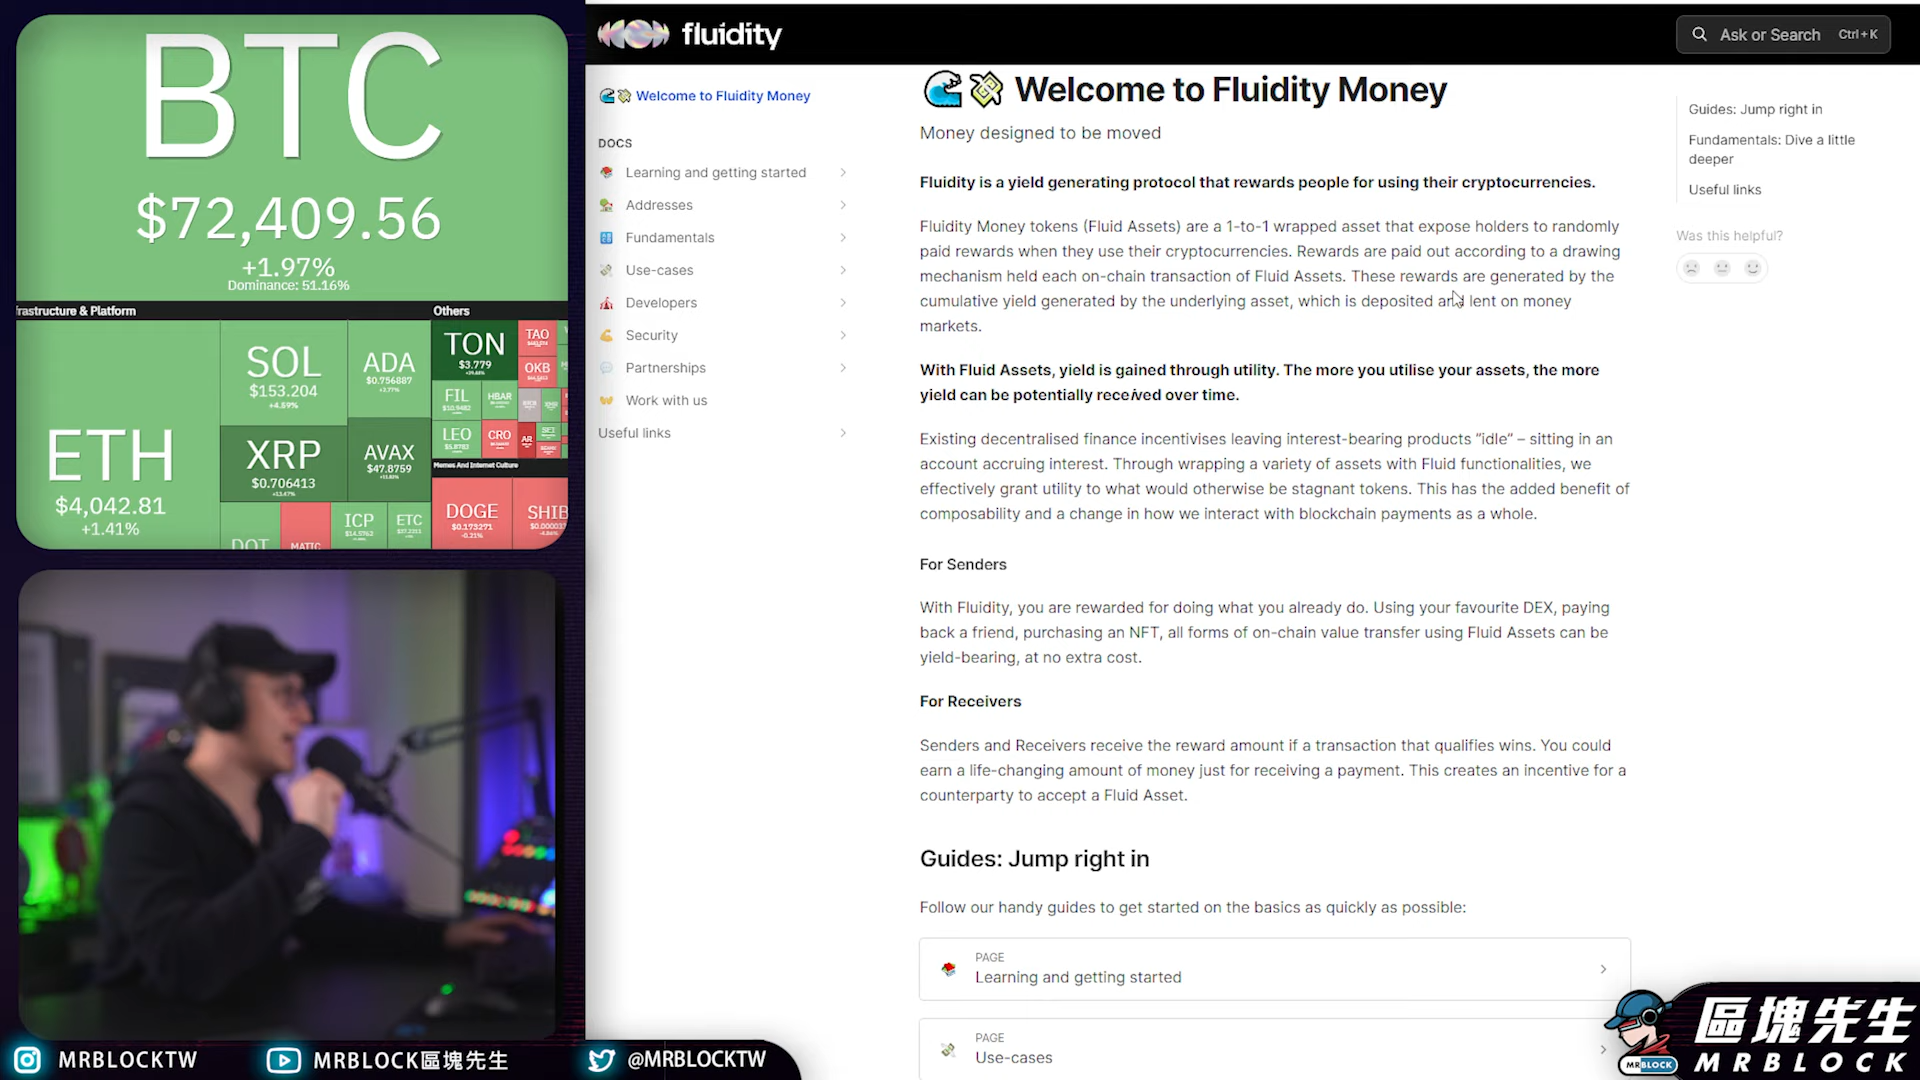 BTC
$72,409.56
+1.97%
Dominance: 51.16%
rastructure & Platform
Others
ETH
$4,042.81
+1.41%
SOL
$153.204
+4.59%
ADA
$0.756887
XRP
$0.706413
AVAX
$47.8759
DOT
MATIC
ICP
ETC
TON
$3.779
TAO
OKB
FIL
HBAR
LEO
CRO
AR
Memes And Internet Culture
DOGE
$0.173271
-0.21%
SHIB
fluidity
Ask or Search Ctrl+K
Welcome to Fluidity Money
DOCS
Learning and getting started
Addresses
Fundamentals
Use-cases
Developers
Security
Partnerships
Work with us
Useful links
Welcome to Fluidity Money
Money designed to be moved
Fluidity is a yield generating protocol that rewards people for using their cryptocurrencies.
Fluidity Money tokens (Fluid Assets) are a 1-to-1 wrapped asset that expose holders to randomly
paid rewards when they use their cryptocurrencies. Rewards are paid out according to a drawing
mechanism held each on-chain transaction of Fluid Assets. These rewards are generated by the
cumulative yield generated by the underlying asset, which is deposited and lent on money
markets.
With Fluid Assets, yield is gained through utility. The more you utilise your assets, the more
yield can be potentially received over time.
Existing decentralised finance incentivises leaving interest-bearing products “idle” – sitting in an
account accruing interest. Through wrapping a variety of assets with Fluid functionalities, we
effectively grant utility to what would otherwise be stagnant tokens. This has the added benefit of
composability and a change in how we interact with blockchain payments as a whole.
For Senders
With Fluidity, you are rewarded for doing what you already do. Using your favourite DEX, paying
back a friend, purchasing an NFT, all forms of on-chain value transfer using Fluid Assets can be
yield-bearing, at no extra cost.
For Receivers
Senders and Receivers receive the reward amount if a transaction that qualifies wins. You could
earn a life-changing amount of money just for receiving a payment. This creates an incentive for a
counterparty to accept a Fluid Asset.
Guides: Jump right in
Follow our handy guides to get started on the basics as quickly as possible:
PAGE
Learning and getting started
PAGE
Use-cases
Guides: Jump right in
Fundamentals: Dive a little
deeper
Useful links
Was this helpful?
MRBLOCKTW
MRBLOCK區塊先生
@MRBLOCKTW
MRBLOCK
區塊先生
MRBLOCK